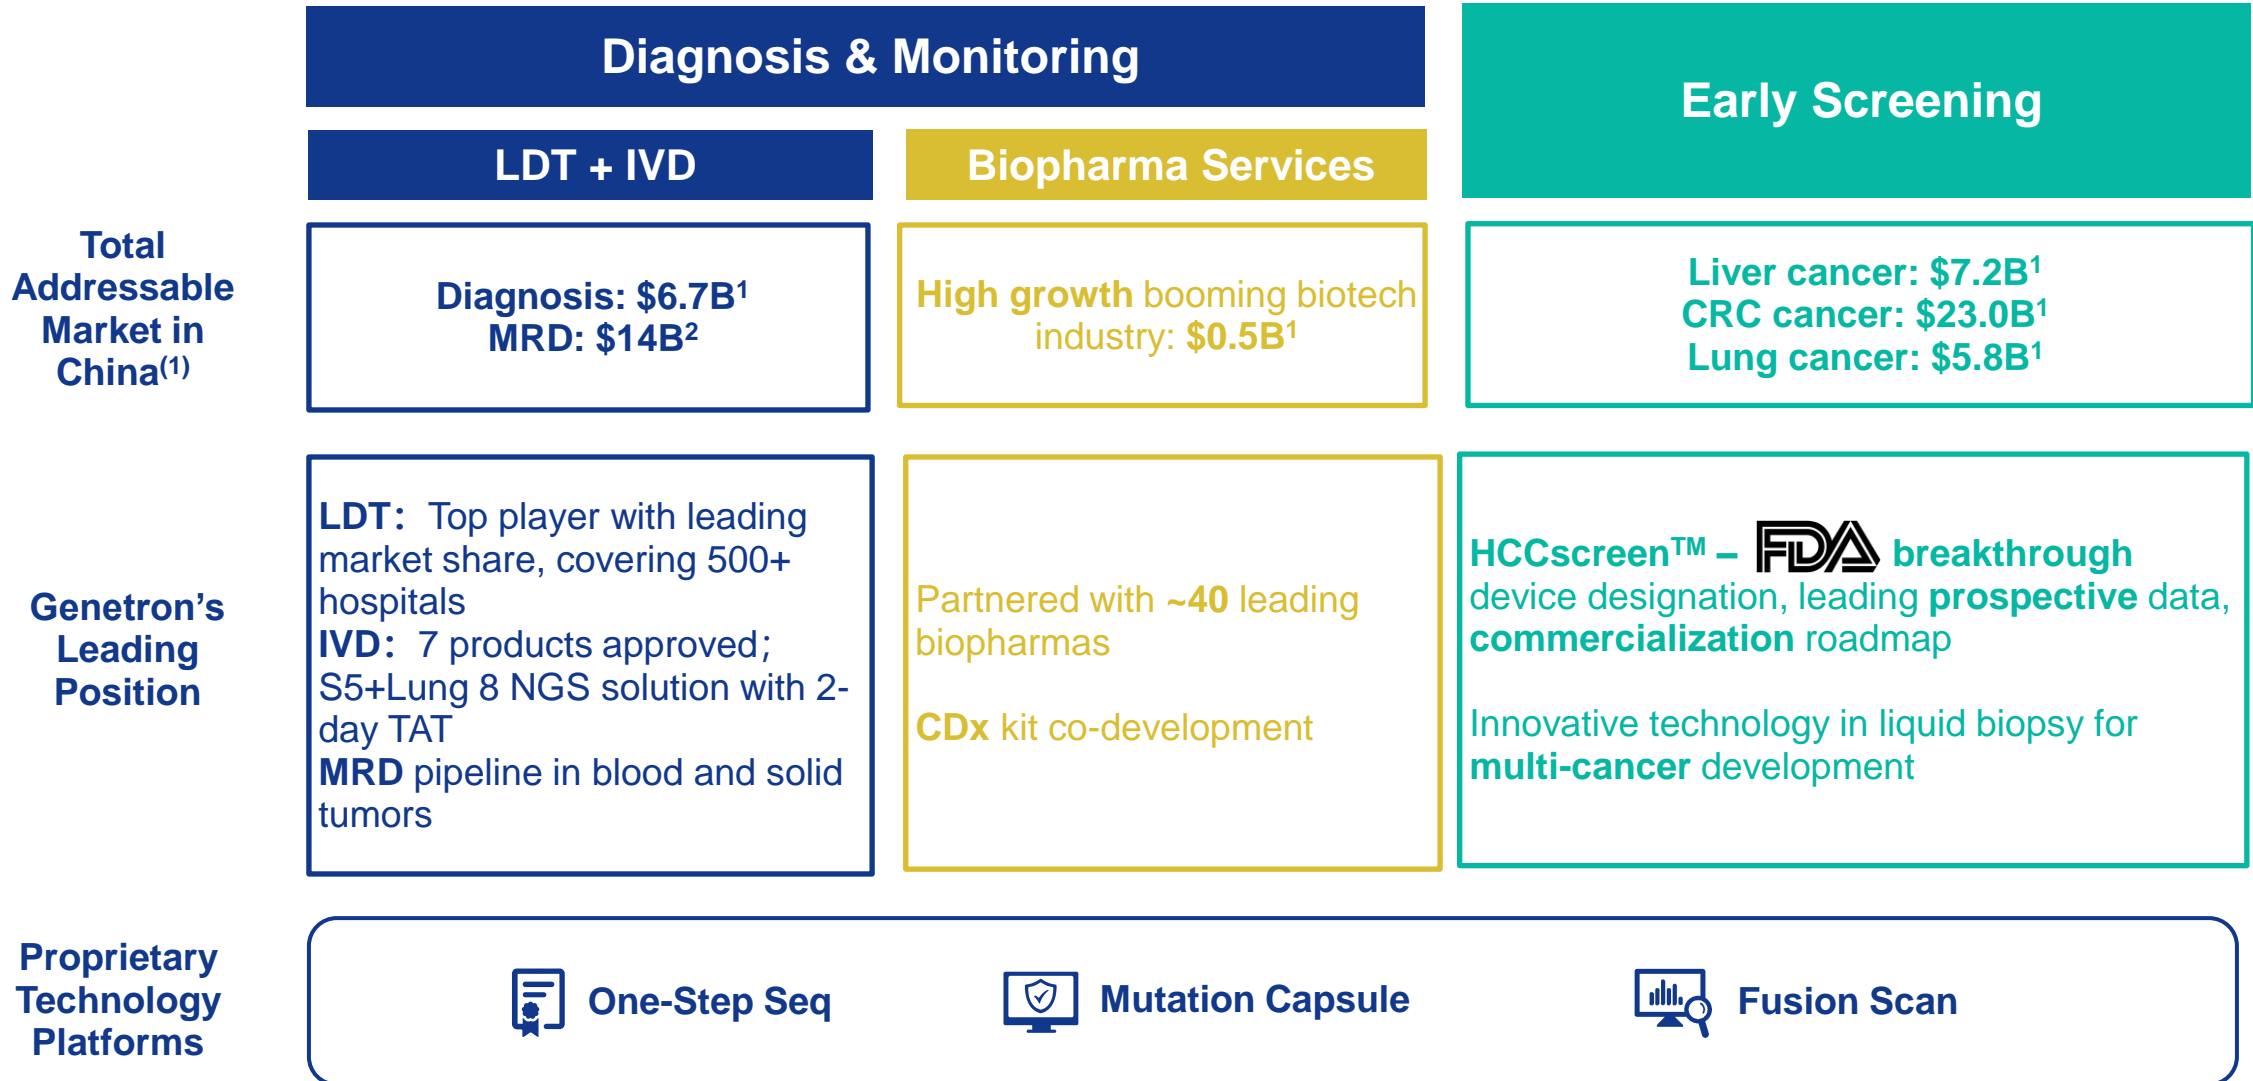 Diagnosis & Monitoring
Early Screening
LDT + IVD
Biopharma Services
Total
Addressable
Market in
China(1)
Diagnosis: $6.7B1
MRD: $14B2
High growth booming biotech
industry: $0.5B1
Liver cancer: $7.2B1
CRC cancer: $23.0B1
Lung cancer: $5.8B1
Genetron’s
Leading
Position
LDT： Top player with leading
market share, covering 500+
hospitals
IVD： 7 products approved；
S5+Lung 8 NGS solution with 2-
day TAT
MRD pipeline in blood and solid
tumors
Partnered with ~40 leading
biopharmas
CDx kit co-development
HCCscreenTM – FDA breakthrough
device designation, leading prospective data,
commercialization roadmap
Innovative technology in liquid biopsy for
multi-cancer development
Proprietary
Technology
Platforms
One-Step Seq
Mutation Capsule
Fusion Scan